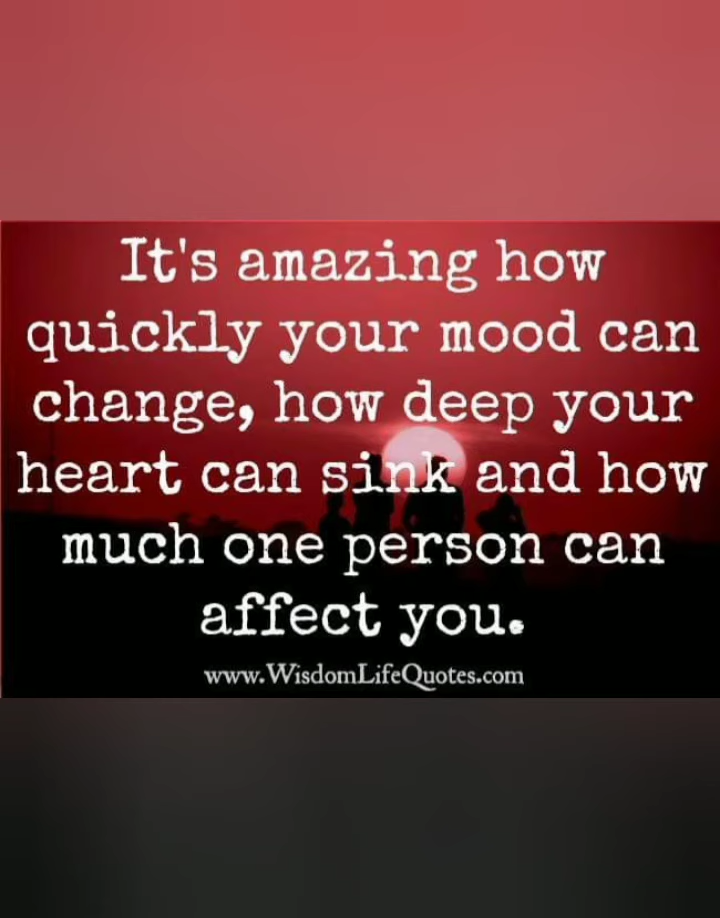 It's amazing how
quickly your mood can
change, how deep your
heart can sink and how
much one person can
affect you.
www.WisdomLifeQuotes.com